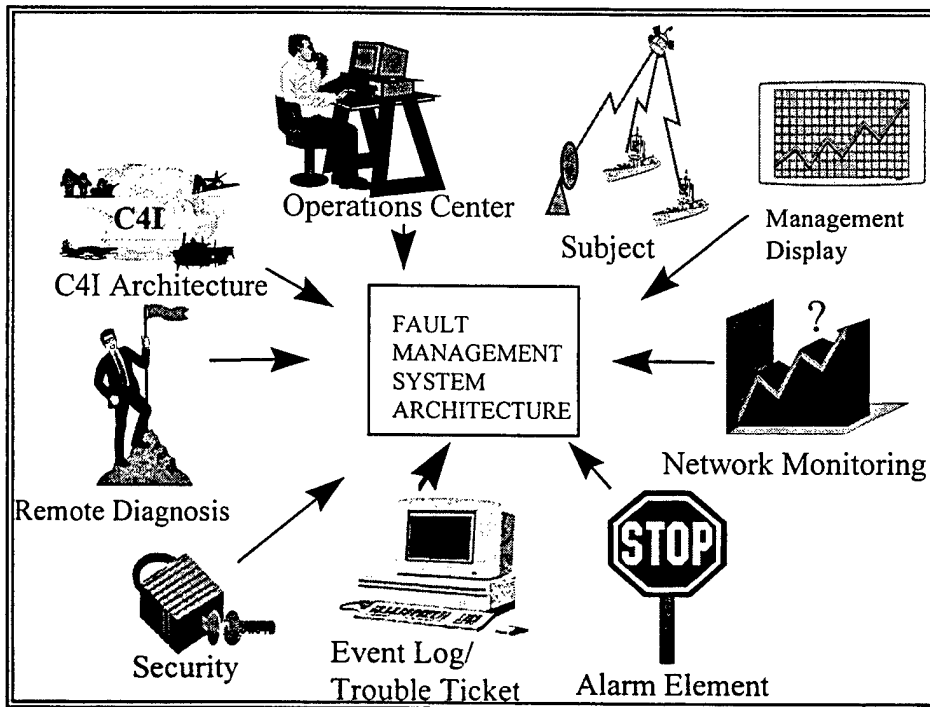 Operations Center
Subject
Management
Display
C4I
C4I Architecture
FAULT
MANAGEMENT
SYSTEM
ARCHITECTURE
?
Network Monitoring
Remote Diagnosis
STOP
Security
Event Log/
Trouble Ticket
Alarm Element